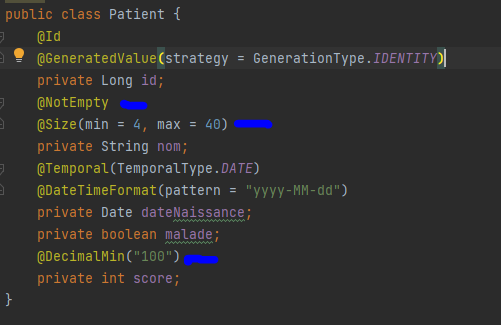 public class Patient {
@Id
@GeneratedValue(strategy = GenerationType.IDENTITY)
private Long id;
@NotEmpty
@Size(min = 4, max = 40)
private String nom;
@Temporal(TemporalType.DATE)
@DateTimeFormat(pattern = "yyyy-MM-dd")
private Date dateNaissance;
private boolean malade;
@DecimalMin("100")
private int score;
}